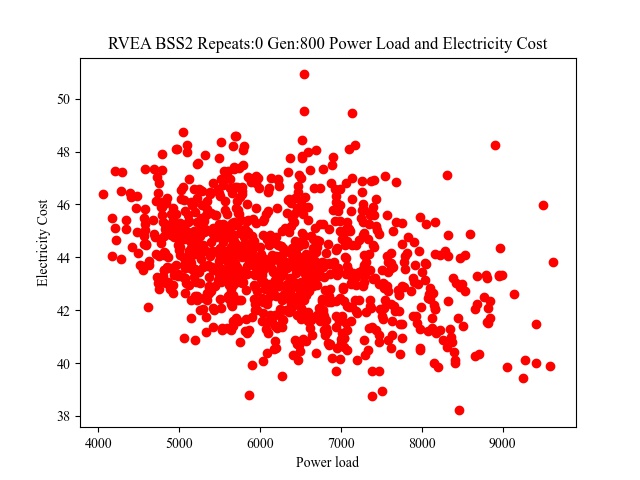 RVEA BSS2 Repeats:0 Gen:800 Power Load and Electricity Cost
50
48
46
44
42
40
38
Electricity Cost
4000 5000 6000 7000 8000 9000
Power load